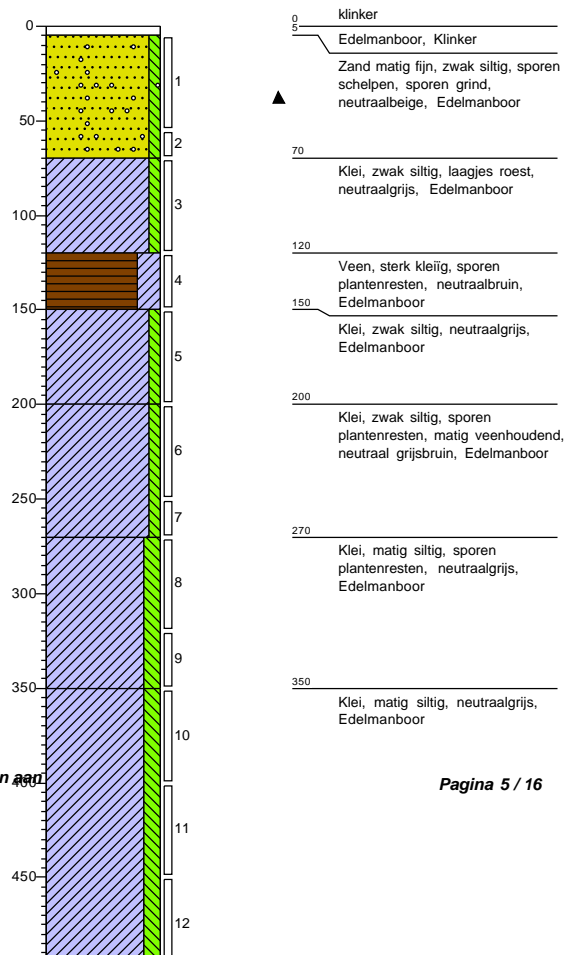 0
50
100
150
200
250
300
350
400
450
1
2
3
4
5
6
7
8
9
10
11
12
klinker
0
5
Edelmanboor, Klinker
Zand matig fijn, zwak siltig, sporen
schelpen, sporen grind,
neutraalbeige, Edelmanboor
70
Klei, zwak siltig, laagjes roest,
neutraalgrijs, Edelmanboor
120
Veen, sterk kleiïg, sporen
plantenresten, neutraalbruin,
Edelmanboor
150
Klei, zwak siltig, neutraalgrijs,
Edelmanboor
200
Klei, zwak siltig, sporen
plantenresten, matig veenhoudend,
neutraal grijsbruin, Edelmanboor
270
Klei, matig siltig, sporen
plantenresten, neutraalgrijs,
Edelmanboor
350
Klei, matig siltig, neutraalgrijs,
Edelmanboor
n aan
Pagina 5 / 16